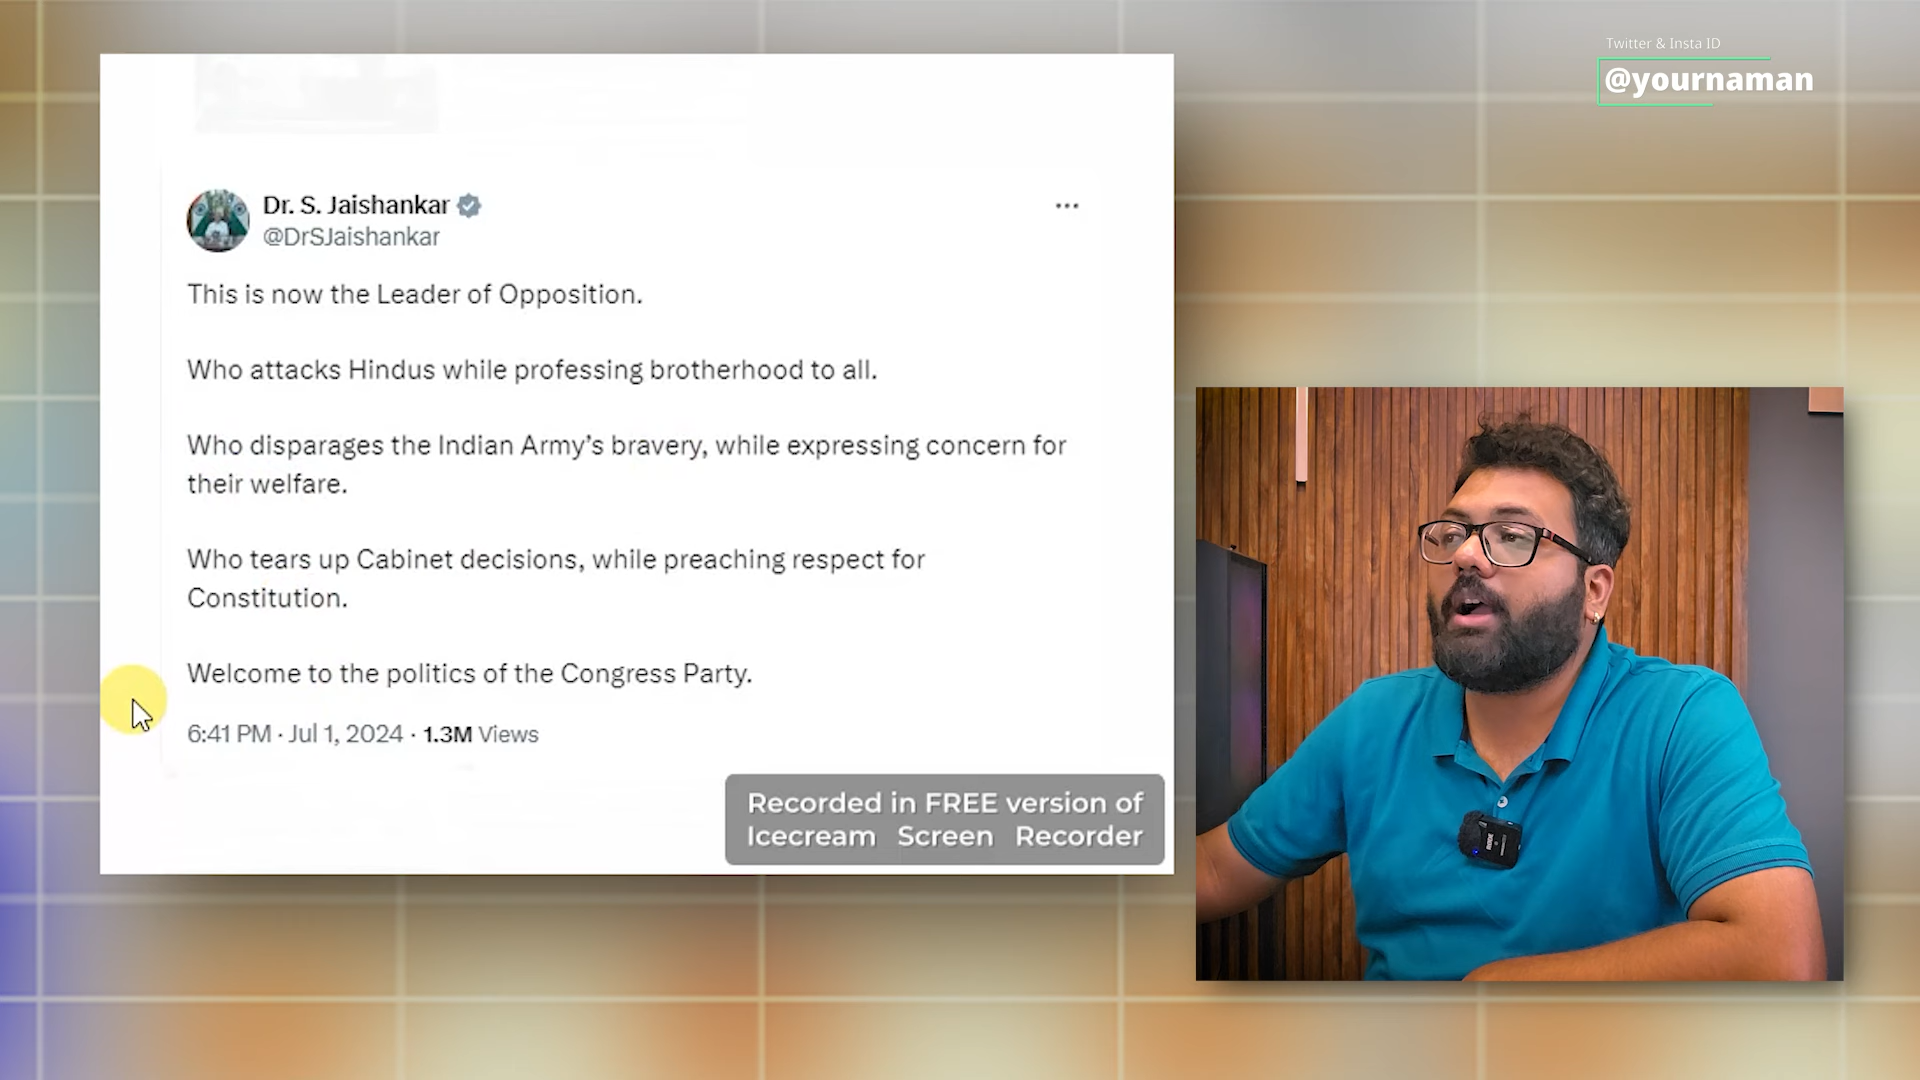 Twitter & Insta ID
@yournaman
Dr. S. Jaishankar
@DrSJaishankar
This is now the Leader of Opposition.
Who attacks Hindus while professing brotherhood to all.
Who disparages the Indian Army’s bravery, while expressing concern for
their welfare.
Who tears up Cabinet decisions, while preaching respect for
Constitution.
Welcome to the politics of the Congress Party.
6:41 PM · Jul 1, 2024 · 1.3M Views
Recorded in FREE version of
Icecream Screen Recorder